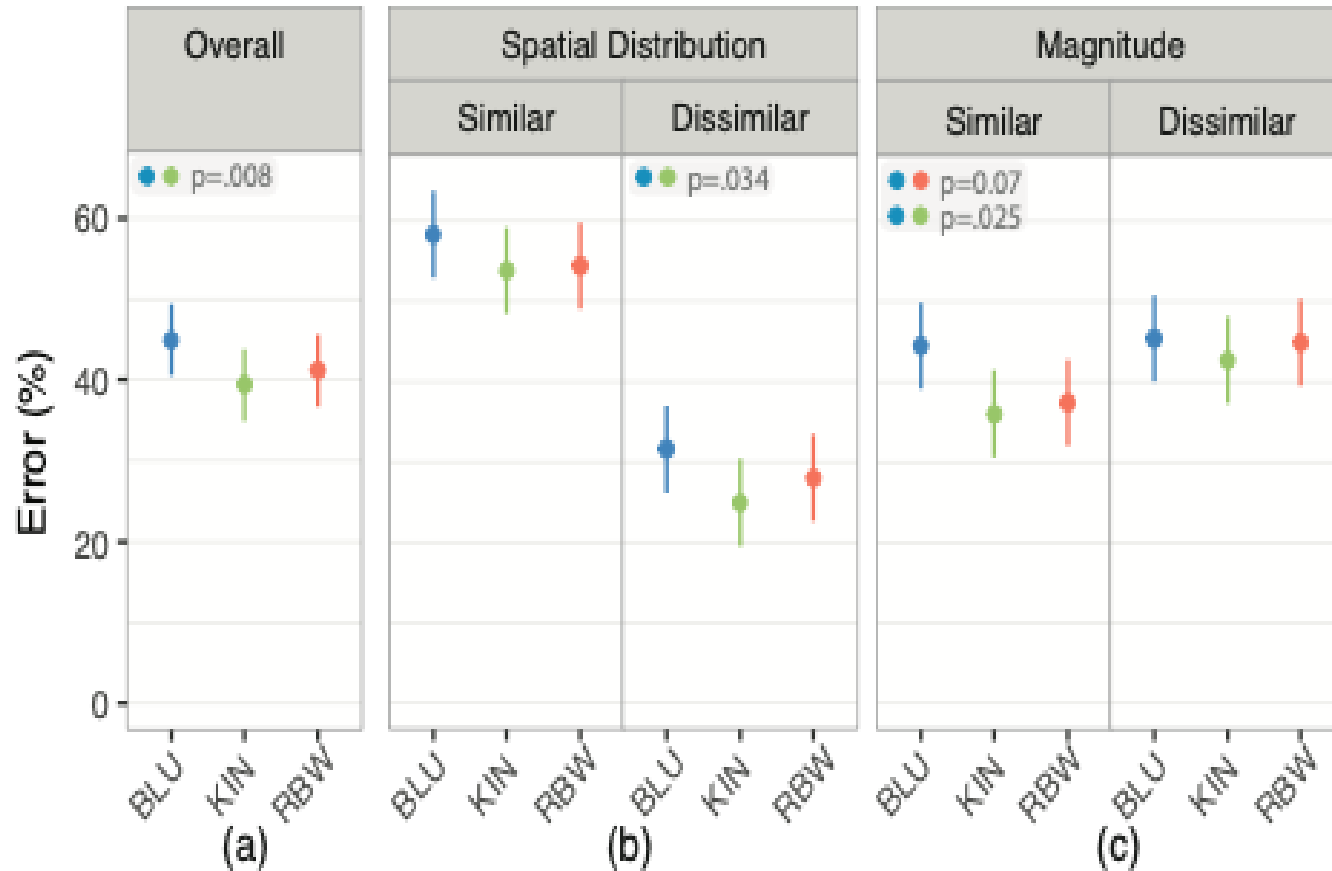 Overall
Spatial Distribution
Magnitude
Similar
Dissimilar
Similar
Dissimilar
p=.008
p=.034
p=0.07
p=.025
Error (%)
60
40
20
0
BLU
KIN
RBW
BLU
KIN
RBW
BLU
KIN
RBW
BLU
KIN
RBW
BLU
KIN
RBW
(a)
(b)
(c)